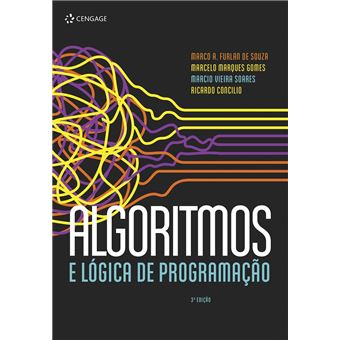 CENGAGE
MARCO A. FURLAN DE SOUZA
MARCELO MARQUES GOMES
MARCIO VIEIRA SOARES
RICARDO CONCILIO
ALGORITMOS
E LÓGICA DE PROGRAMAÇÃO
3ª EDIÇÃO